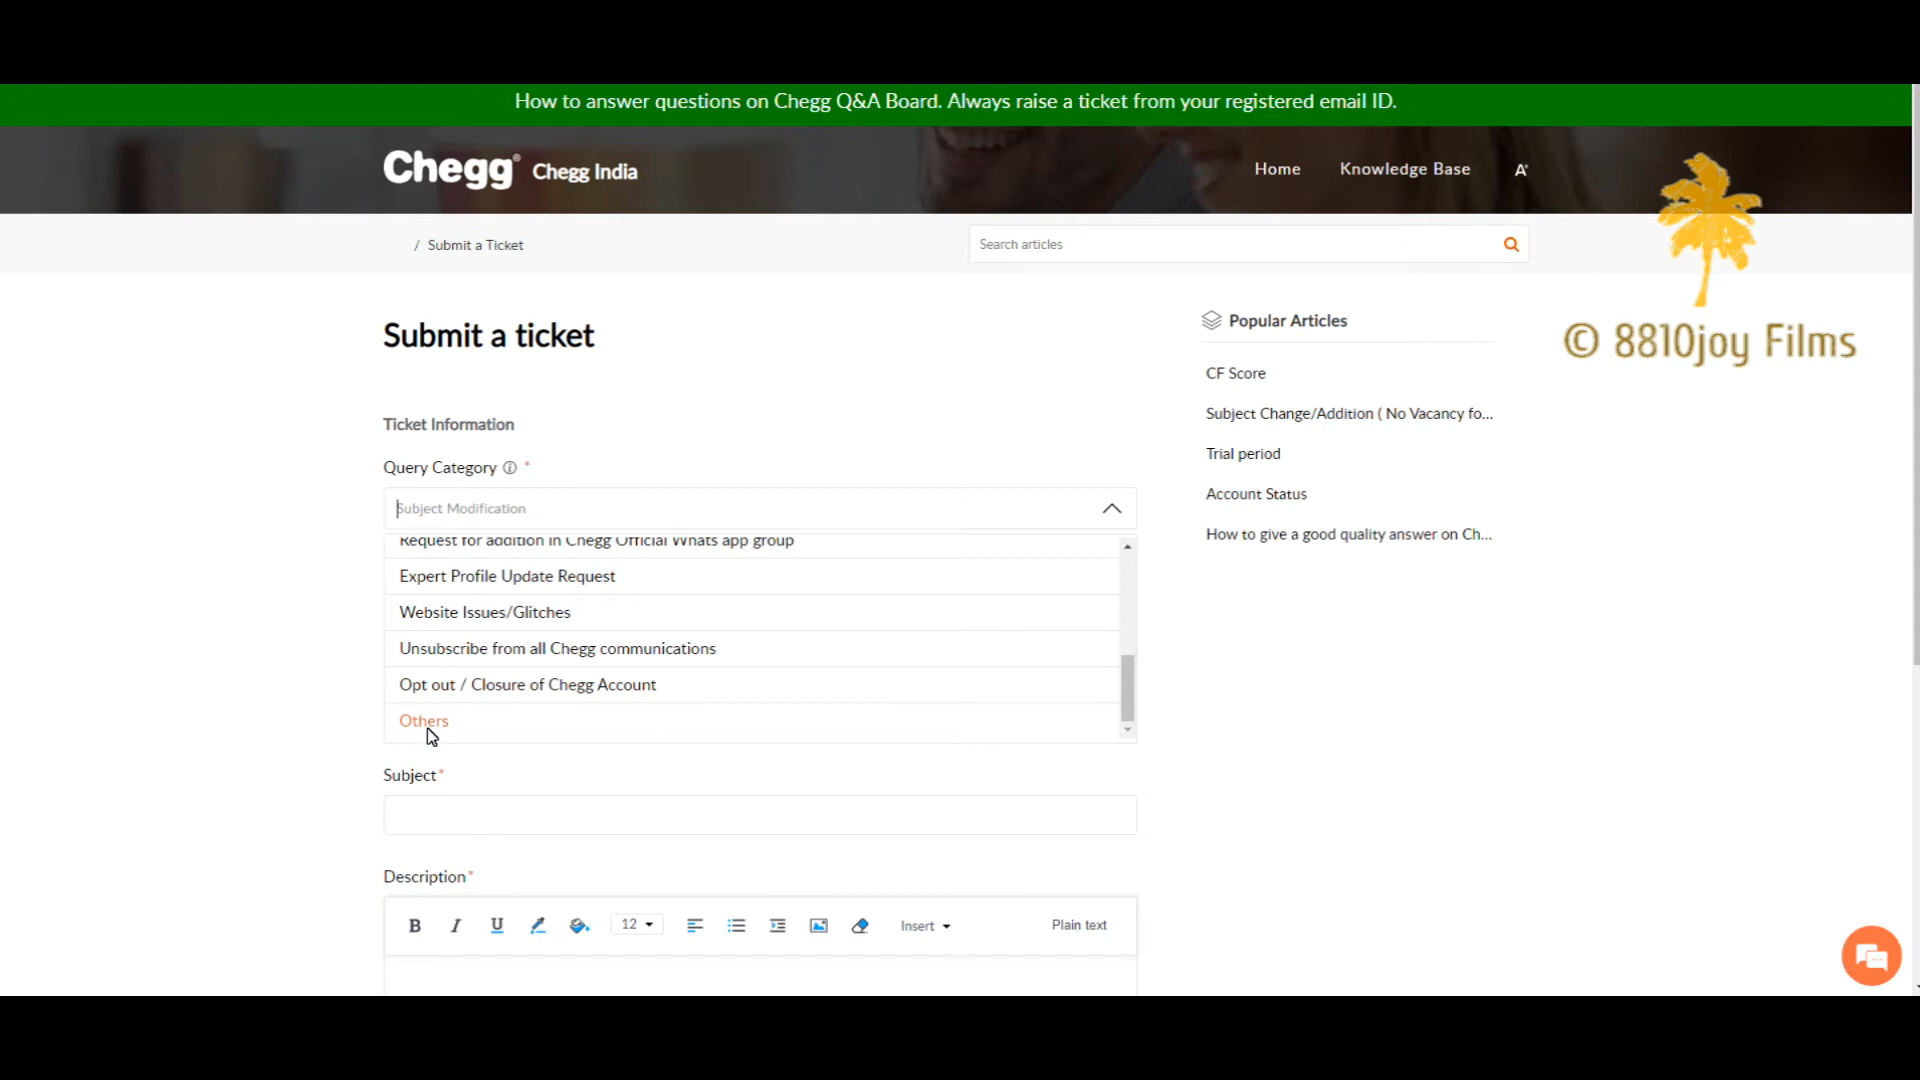 How to answer questions on Chegg Q&A Board. Always raise a ticket from your registered email ID.
Chegg® Chegg India
Home Knowledge Base A+
/ Submit a Ticket
Search articles
© 8810joy Films
Submit a ticket
Ticket Information
Query Category *
Subject Modification
Request for addition in Chegg Official Whats app group
Expert Profile Update Request
Website Issues/Glitches
Unsubscribe from all Chegg communications
Opt out / Closure of Chegg Account
Others
Subject*
Description*
B I U 12 Insert Plain text
Popular Articles
CF Score
Subject Change/Addition ( No Vacancy fo...
Trial period
Account Status
How to give a good quality answer on Ch...